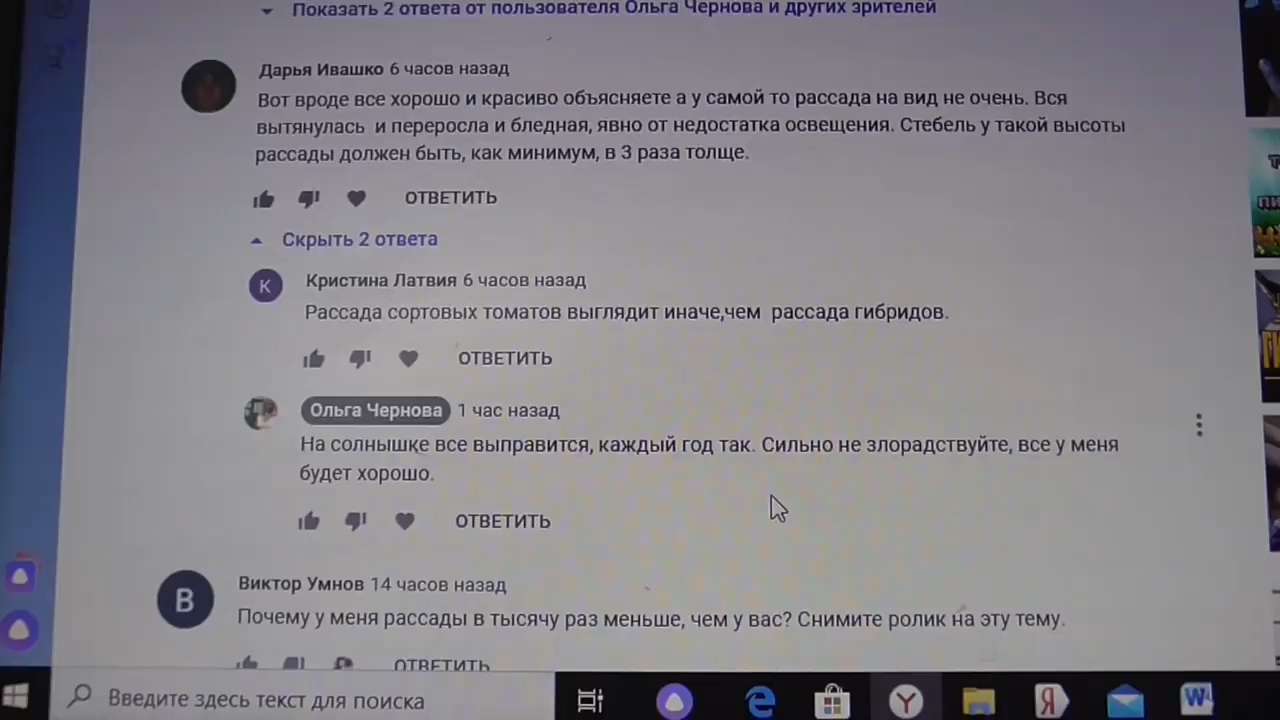 Показать 2 ответа от пользователя Ольга Чернова и других зрителей
Дарья Ивашко 6 часов назад
Вот вроде все хорошо и красиво объясняете а у самой то рассада на вид не очень. Вся
вытянулась и переросла и бледная, явно от недостатка освещения. Стебель у такой высоты
рассады должен быть, как минимум, в 3 раза толще.
ОТВЕТИТЬ
Скрыть 2 ответа
К
Кристина Латвия 6 часов назад
Рассада сортовых томатов выглядит иначе,чем рассада гибридов.
ОТВЕТИТЬ
Ольга Чернова 1 час назад
На солнышке все выправится, каждый год так. Сильно не злорадствуйте, все у меня
будет хорошо.
ОТВЕТИТЬ
В
Виктор Умнов 14 часов назад
Почему у меня рассады в тысячу раз меньше, чем у вас? Снимите ролик на эту тему.
ОТВЕТИТЬ
Введите здесь текст для поиска